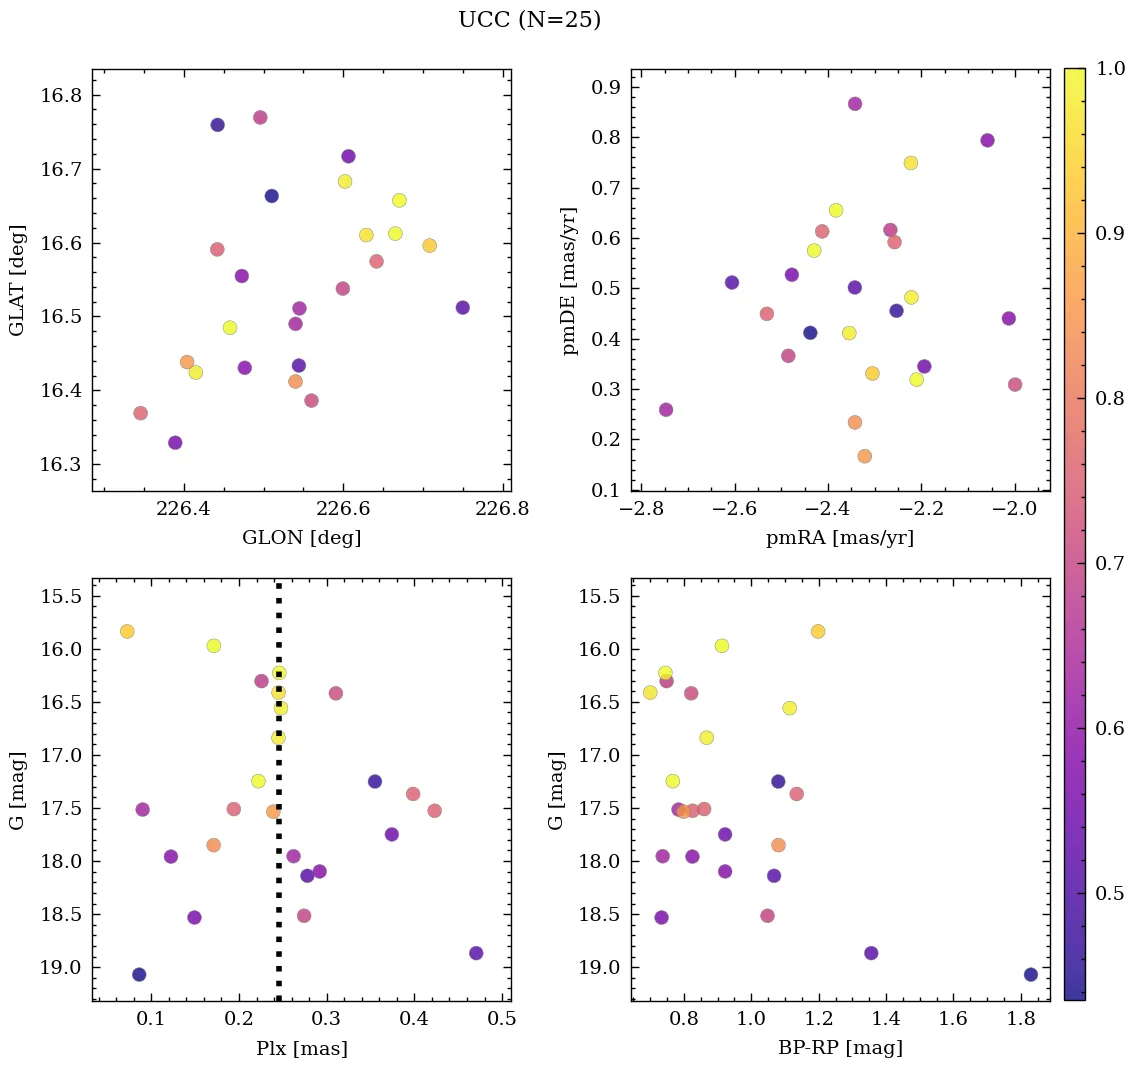 UCC (N=25)
16.8
16.7
16.6
16.5
16.4
16.3
GLAT [deg]
226.4 226.6 226.8
GLON [deg]
0.9
0.8
0.7
0.6
0.5
0.4
0.3
0.2
0.1
pmDE [mas/yr]
−2.8 −2.6 −2.4 −2.2 −2.0
pmRA [mas/yr]
1.0
0.9
0.8
0.7
0.6
0.5
15.5
16.0
16.5
17.0
17.5
18.0
18.5
19.0
G [mag]
0.1 0.2 0.3 0.4 0.5
Plx [mas]
15.5
16.0
16.5
17.0
17.5
18.0
18.5
19.0
G [mag]
0.8 1.0 1.2 1.4 1.6 1.8
BP-RP [mag]